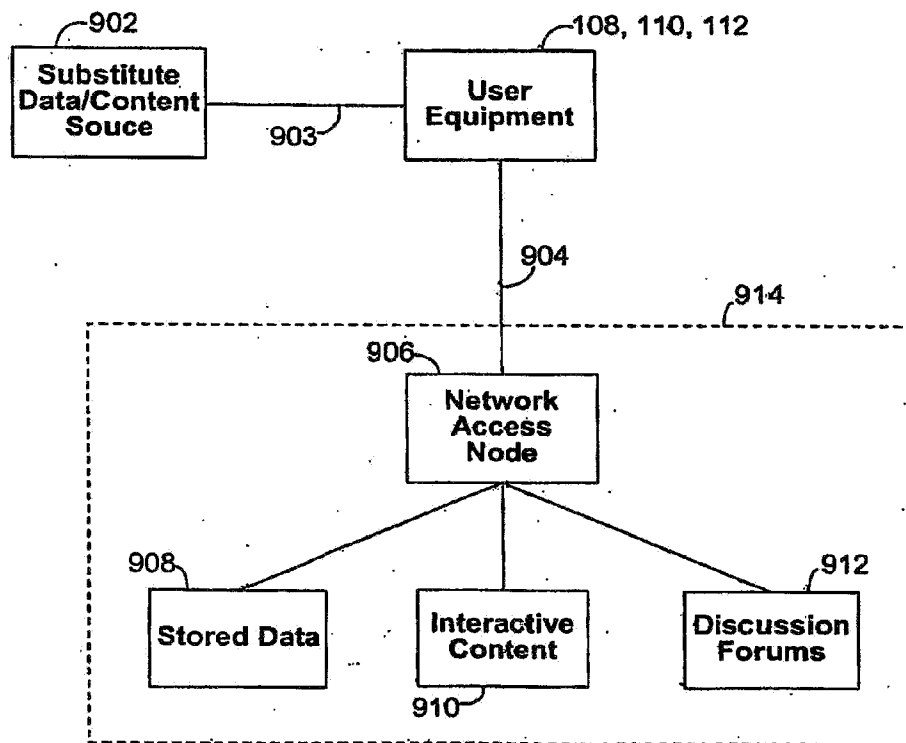 902
108, 110, 112
Substitute
Data/Content
Souce
User
Equipment
903
904
914
906
Network
Access
Node
908
912
Stored Data
Interactive
Content
Discussion
Forums
910